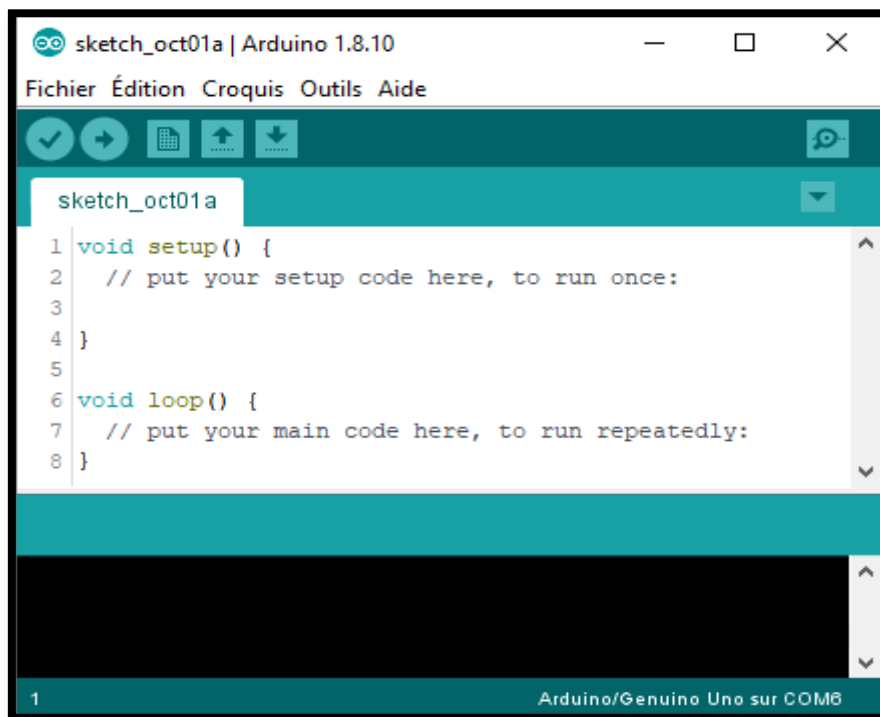 sketch_oct01a | Arduino 1.8.10
Fichier Édition Croquis Outils Aide
sketch_oct01a
1 void setup() {
2 // put your setup code here, to run once:
3
4 }
5
6 void loop() {
7 // put your main code here, to run repeatedly:
8 }
1 Arduino/Genuino Uno sur COM6